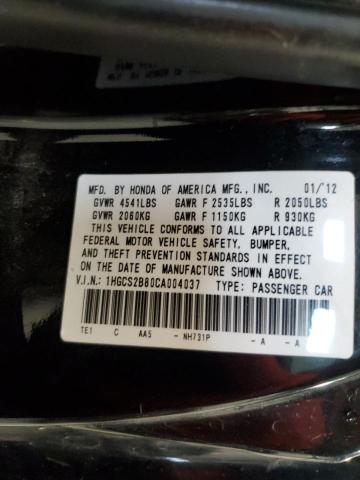 MFD. BY HONDA OF AMERICA MFG., INC. 01/'12
GVWR 4541LBS GAWR F 2535LBS R 2050LBS
GVWR 2060KG GAWR F 1150KG R 930KG
THIS VEHICLE CONFORMS TO ALL APPLICABLE
FEDERAL MOTOR VEHICLE SAFETY, BUMPER,
AND THEFT PREVENTION STANDARDS IN EFFECT
ON THE DATE OF MANUFACTURE SHOWN ABOVE.
V.I.N.: 1HGCS2B80CA004037 TYPE: PASSENGER CAR
TE1 C AA5 - NH731P - A - A